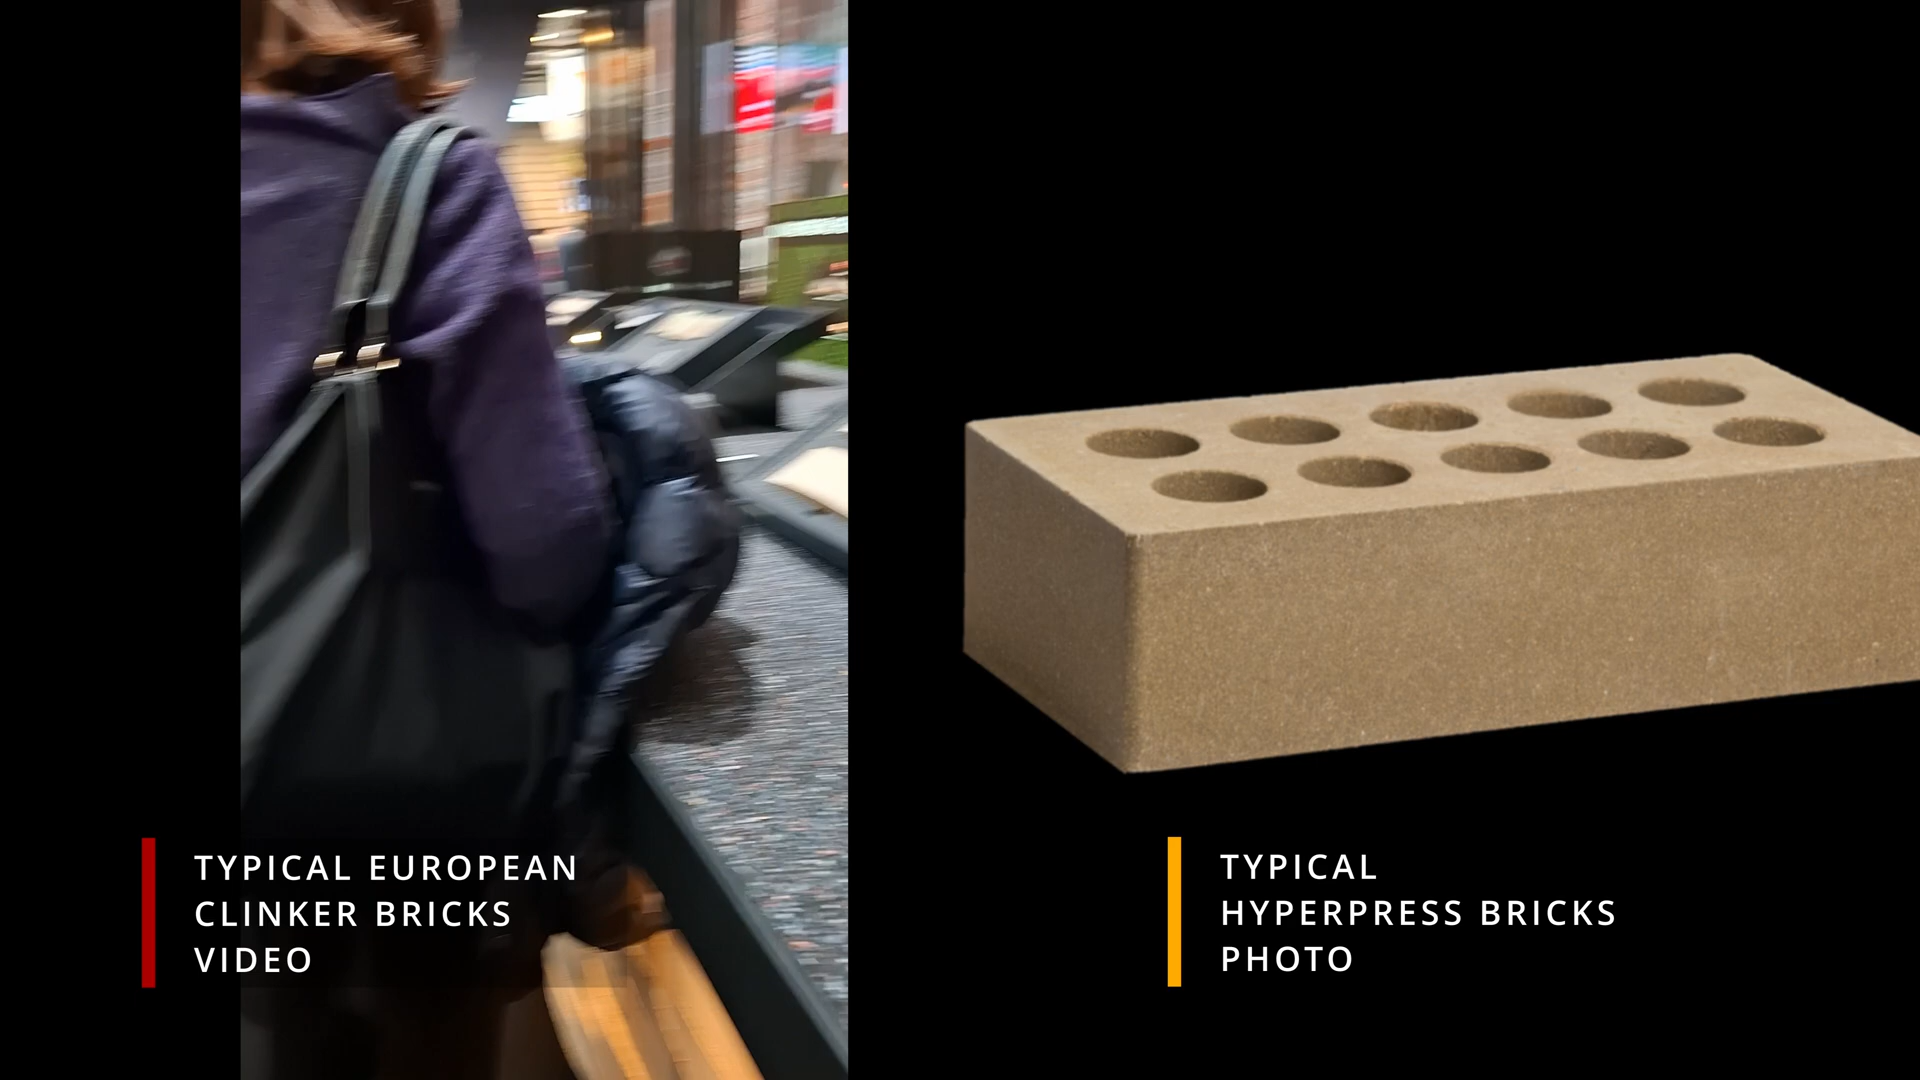 TYPICAL EUROPEAN
CLINKER BRICKS
VIDEO
TYPICAL
HYPERPRESS BRICKS
PHOTO